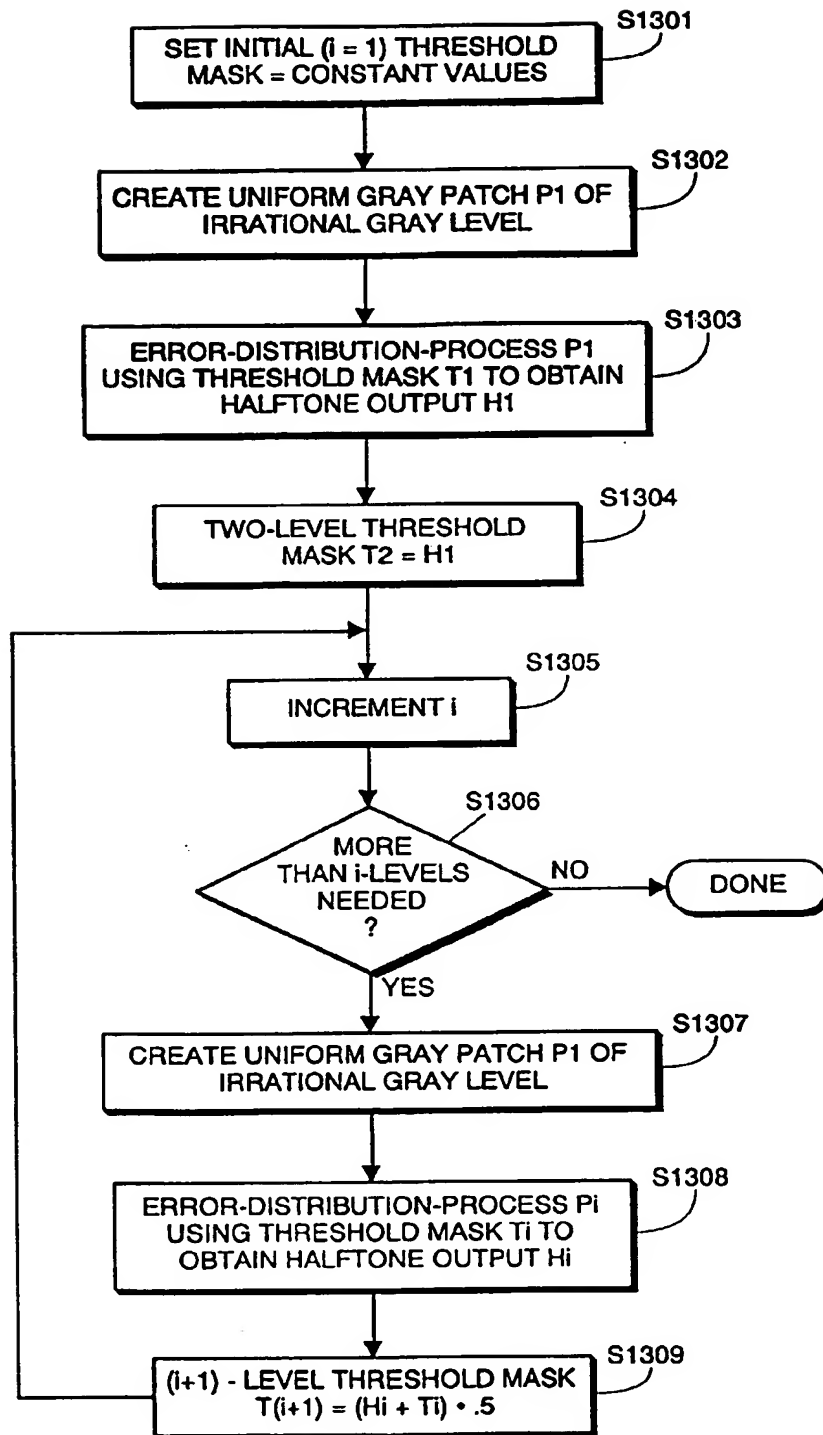 S1301
SET INITIAL (i = 1) THRESHOLD
MASK = CONSTANT VALUES
S1302
CREATE UNIFORM GRAY PATCH P1 OF
IRRATIONAL GRAY LEVEL
S1303
ERROR-DISTRIBUTION-PROCESS P1
USING THRESHOLD MASK T1 TO OBTAIN
HALFTONE OUTPUT H1
S1304
TWO-LEVEL THRESHOLD
MASK T2 = H1
S1305
INCREMENT i
S1306
MORE
THAN i-LEVELS
NEEDED
?
NO
DONE
YES
S1307
CREATE UNIFORM GRAY PATCH P1 OF
IRRATIONAL GRAY LEVEL
S1308
ERROR-DISTRIBUTION-PROCESS Pi
USING THRESHOLD MASK Ti TO
OBTAIN HALFTONE OUTPUT Hi
S1309
(i+1) - LEVEL THRESHOLD MASK
T(i+1) = (Hi + Ti) • .5